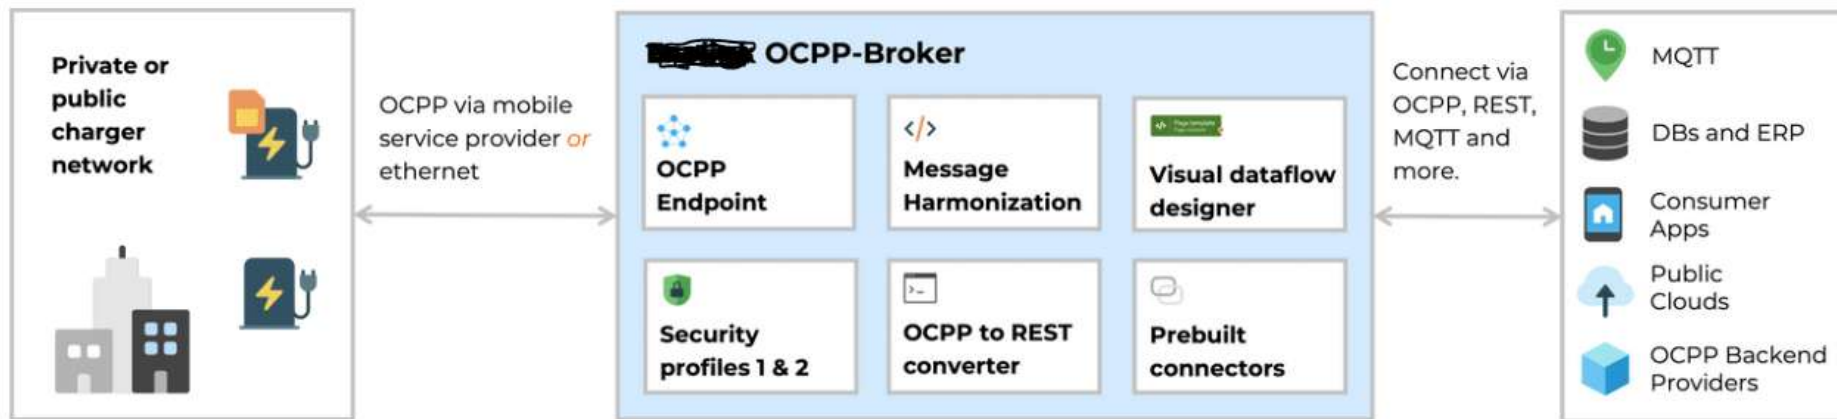 Private or
public
charger
network
OCPP via mobile
service provider or
ethernet
OCPP-Broker
OCPP
Endpoint
Message
Harmonization
Visual dataflow
designer
Security
profiles 1 & 2
OCPP to REST
converter
Prebuilt
connectors
Connect via
OCPP, REST,
MQTT and
more.
MQTT
DBs and ERP
Consumer
Apps
Public
Clouds
OCPP Backend
Providers